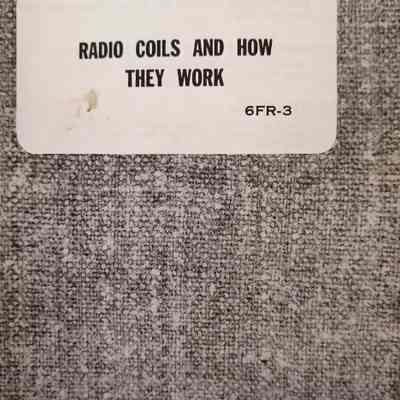 RADIO COILS AND HOW
THEY WORK
6FR-3